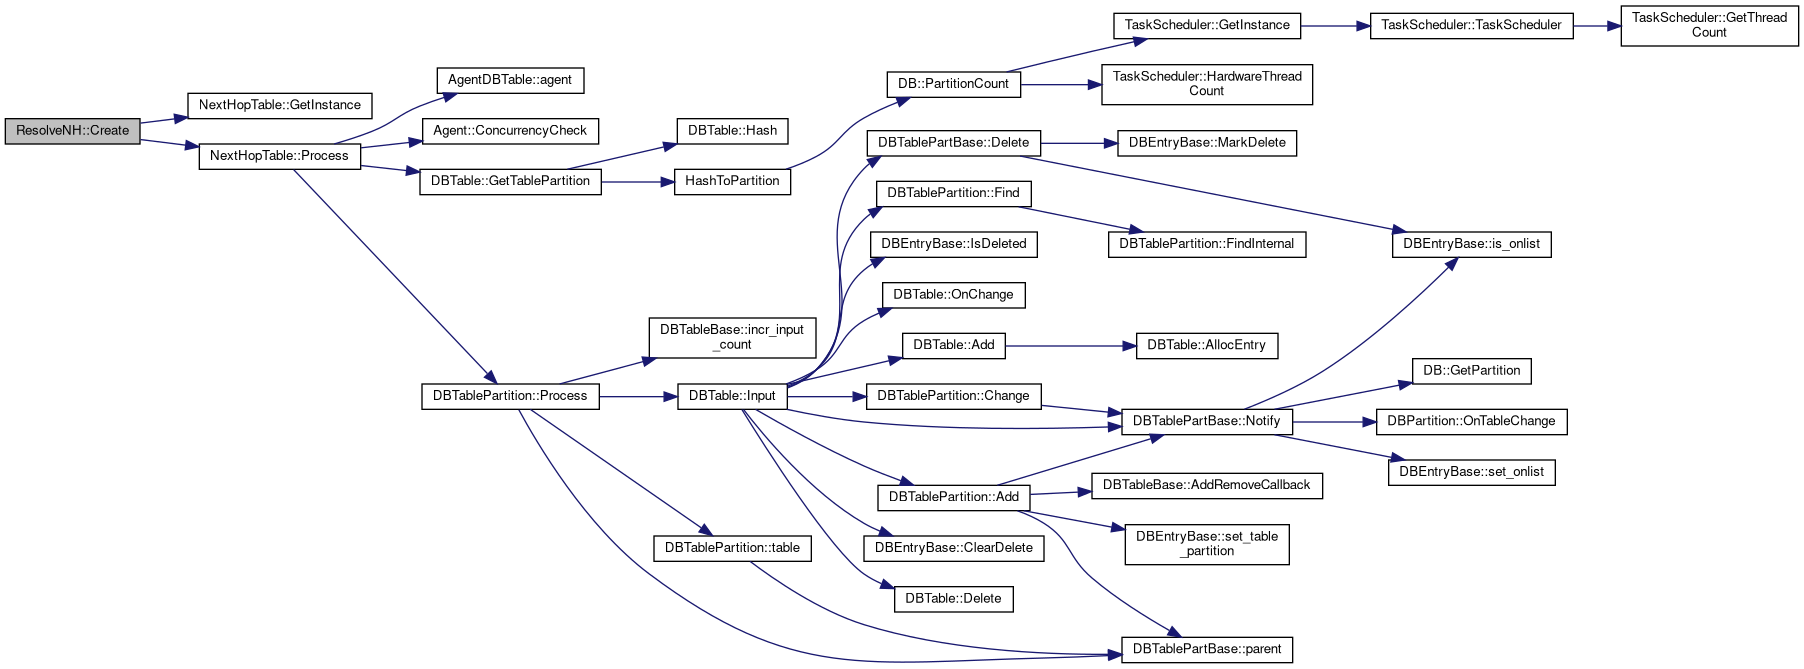 TaskScheduler::GetInstance
TaskScheduler::TaskScheduler
TaskScheduler::GetThread
Count
AgentDBTable::agent
DB::PartitionCount
TaskScheduler::HardwareThread
Count
NextHopTable::GetInstance
ResolveNH::Create
Agent::ConcurrencyCheck
DBTable::Hash
NextHopTable::Process
DBTablePartBase::Delete
DBEntryBase::MarkDelete
DBTable::GetTablePartition
HashToPartition
DBTablePartition::Find
DBEntryBase::IsDeleted
DBTablePartition::FindInternal
DBEntryBase::is_onlist
DBTable::OnChange
DBTableBase::incr_input
_count
DBTable::Add
DBTable::AllocEntry
DB::GetPartition
DBTablePartition::Process
DBTable::Input
DBTablePartition::Change
DBTablePartBase::Notify
DBPartition::OnTableChange
DBEntryBase::set_onlist
DBTablePartition::Add
DBTableBase::AddRemoveCallback
DBEntryBase::set_table
_partition
DBTablePartition::table
DBEntryBase::ClearDelete
DBTable::Delete
DBTablePartBase::parent